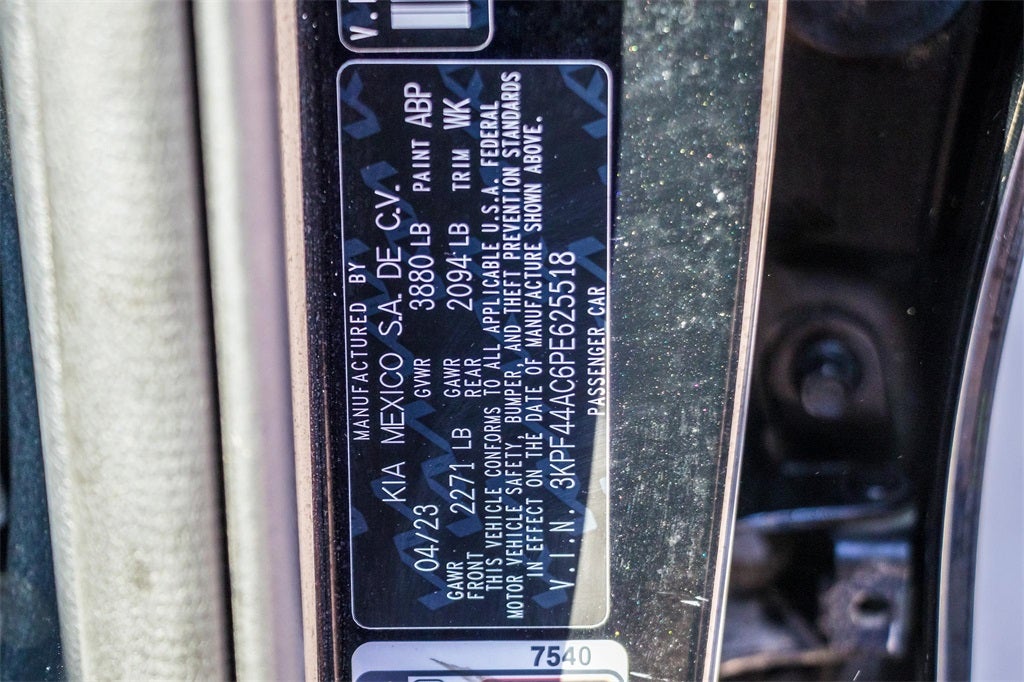 MANUFACTURED BY
KIA MEXICO S.A. DE C.V.
04/23 GVWR 3880 LB PAINT ABP
GAWR FRONT 2271 LB GAWR REAR 2094 LB TRIM WK
THIS VEHICLE CONFORMS TO ALL APPLICABLE U.S.A. FEDERAL
MOTOR VEHICLE SAFETY, BUMPER, AND THEFT PREVENTION STANDARDS
IN EFFECT ON THE DATE OF MANUFACTURE SHOWN ABOVE.
V.I.N. 3KPF44AC6PE625518
PASSENGER CAR
7540